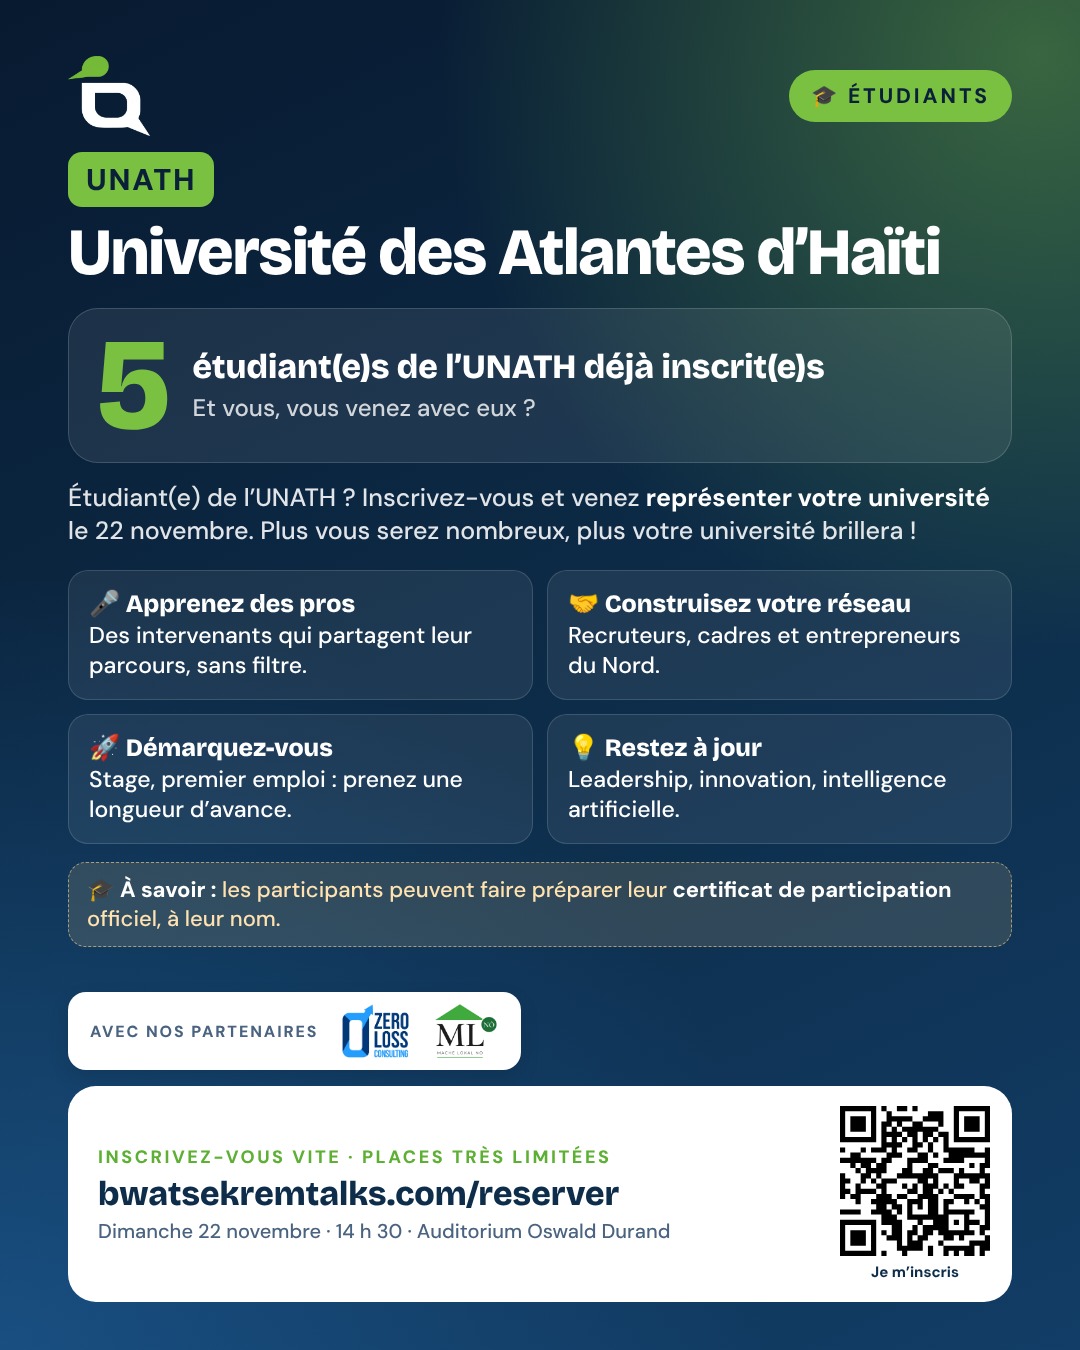 🎓 ÉTUDIANTS
UNATH
Université des Atlantes d’Haïti
5
étudiant(e)s de l’UNATH déjà inscrit(e)s
Et vous, vous venez avec eux ?
Étudiant(e) de l’UNATH ? Inscrivez-vous et venez représenter votre université
le 22 novembre. Plus vous serez nombreux, plus votre université brillera !
🎤 Apprenez des pros
Des intervenants qui partagent leur
parcours, sans filtre.
🤝 Construisez votre réseau
Recruteurs, cadres et entrepreneurs
du Nord.
🚀 Démarquez-vous
Stage, premier emploi : prenez une
longueur d’avance.
💡 Restez à jour
Leadership, innovation, intelligence
artificielle.
🎓 À savoir : les participants peuvent faire préparer leur certificat de participation
officiel, à leur nom.
AVEC NOS PARTENAIRES
ZERO
LOSS
CONSULTING
ML
NO
MACHE LOKAL NO
INSCRIVEZ-VOUS VITE · PLACES TRÈS LIMITÉES
bwatsekremtalks.com/reserver
Dimanche 22 novembre · 14 h 30 · Auditorium Oswald Durand
Je m’inscris